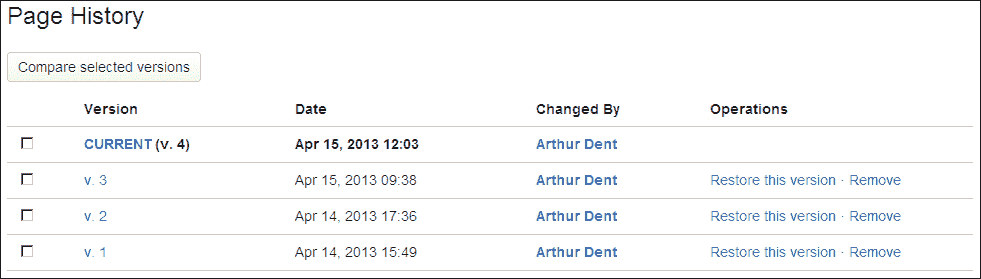 Page History
Compare selected versions
Version Date Changed By Operations
CURRENT (v. 4) Apr 15, 2013 12:03 Arthur Dent
v. 3 Apr 15, 2013 09:38 Arthur Dent Restore this version · Remove
v. 2 Apr 14, 2013 17:36 Arthur Dent Restore this version · Remove
v. 1 Apr 14, 2013 15:49 Arthur Dent Restore this version · Remove